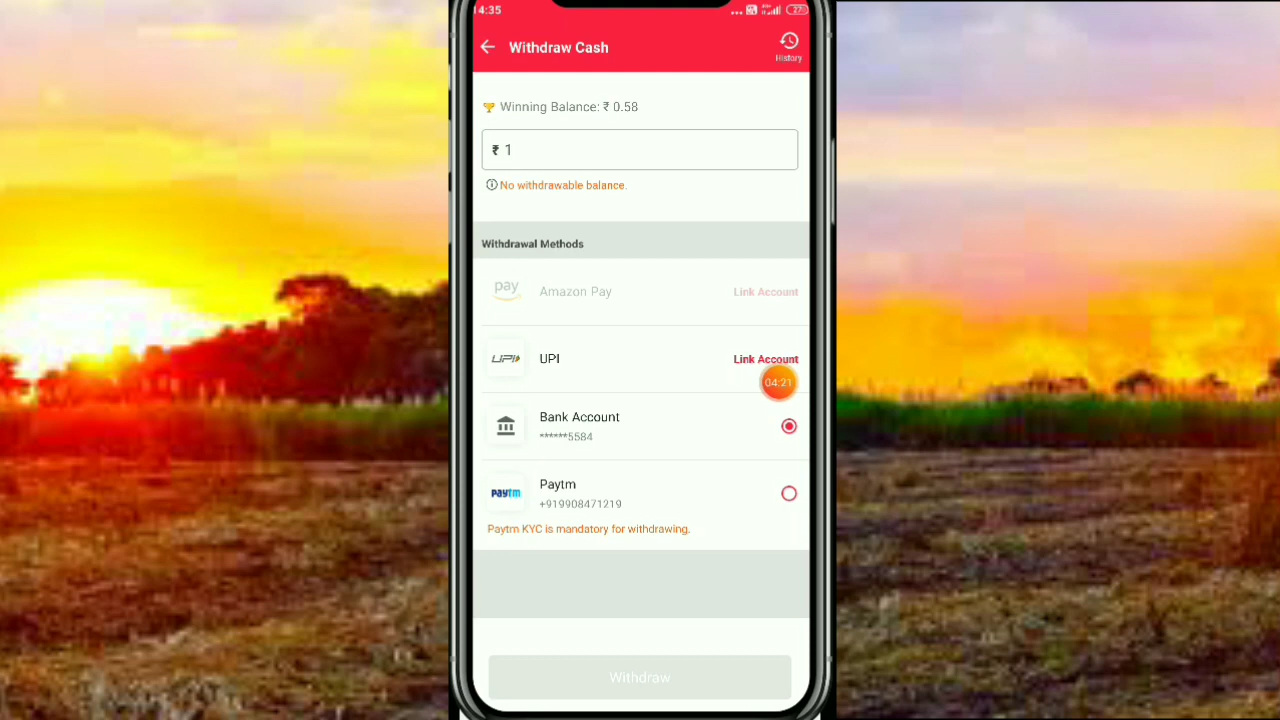 14:35
27
Withdraw Cash
History
Winning Balance: ₹ 0.58
₹ 1
No withdrawable balance.
Withdrawal Methods
pay
Amazon Pay
Link Account
UPI
UPI
Link Account
04:21
Bank Account
******5584
Paytm
paytm
+919908471219
Paytm KYC is mandatory for withdrawing.
Withdraw